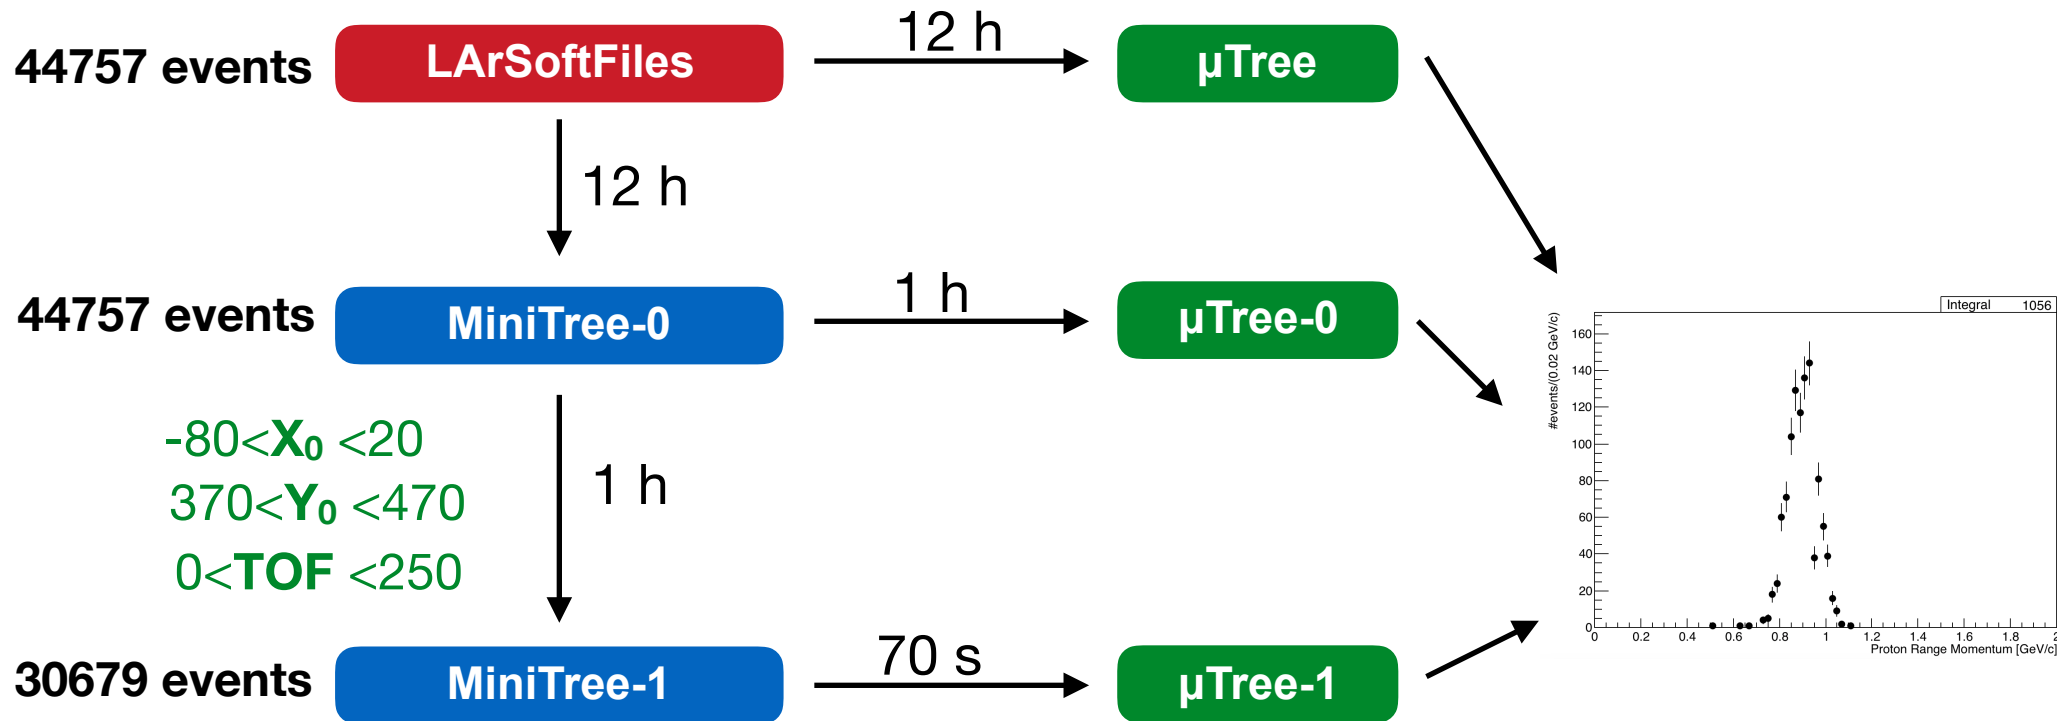 44757 events
LArSoftFiles
12 h
µTree
12 h
44757 events
MiniTree-0
1 h
µTree-0
-80<X₀ <20
370<Y₀ <470
0<TOF <250
1 h
30679 events
MiniTree-1
70 s
µTree-1
Integral 1056
#events/(0.02 GeV/c)
160
140
120
100
80
60
40
20
0
0 0.2 0.4 0.6 0.8 1 1.2 1.4 1.6 1.8 2
Proton Range Momentum [GeV/c]